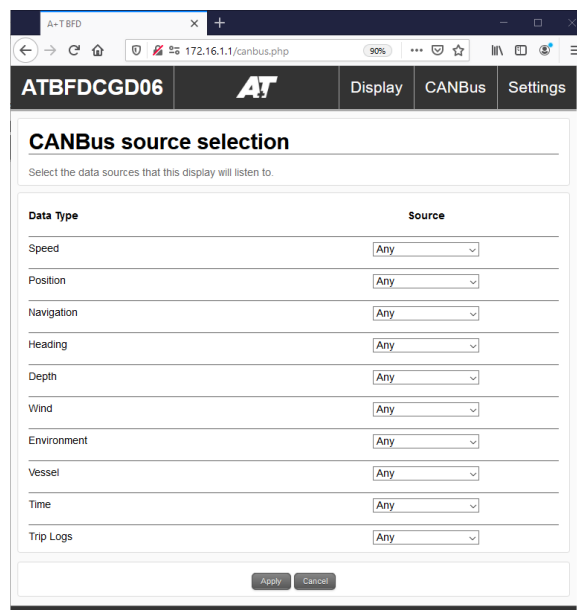 A+T BFD
172.16.1.1/canbus.php 90%
ATBFDCGD06 AT Display CANBus Settings
CANBus source selection
Select the data sources that this display will listen to.
Data Type Source
Speed Any
Position Any
Navigation Any
Heading Any
Depth Any
Wind Any
Environment Any
Vessel Any
Time Any
Trip Logs Any
Apply Cancel